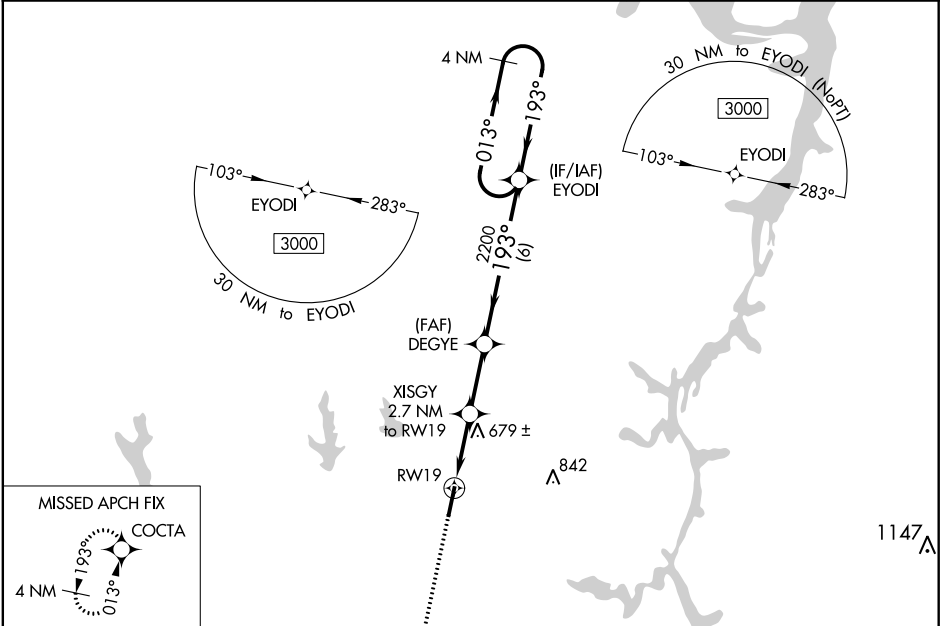 4 NM
013°
193°
(IF/IAF)
EYODI
30 NM to EYODI (NoPT)
3000
103°
EYODI
283°
103°
EYODI
283°
3000
30 NM to EYODI
2200
193°
(6)
(FAF)
DEGYE
XISGY
2.7 NM
to RW19
679 ±
RW19
842
1147
MISSED APCH FIX
COCTA
193°
4 NM
013°